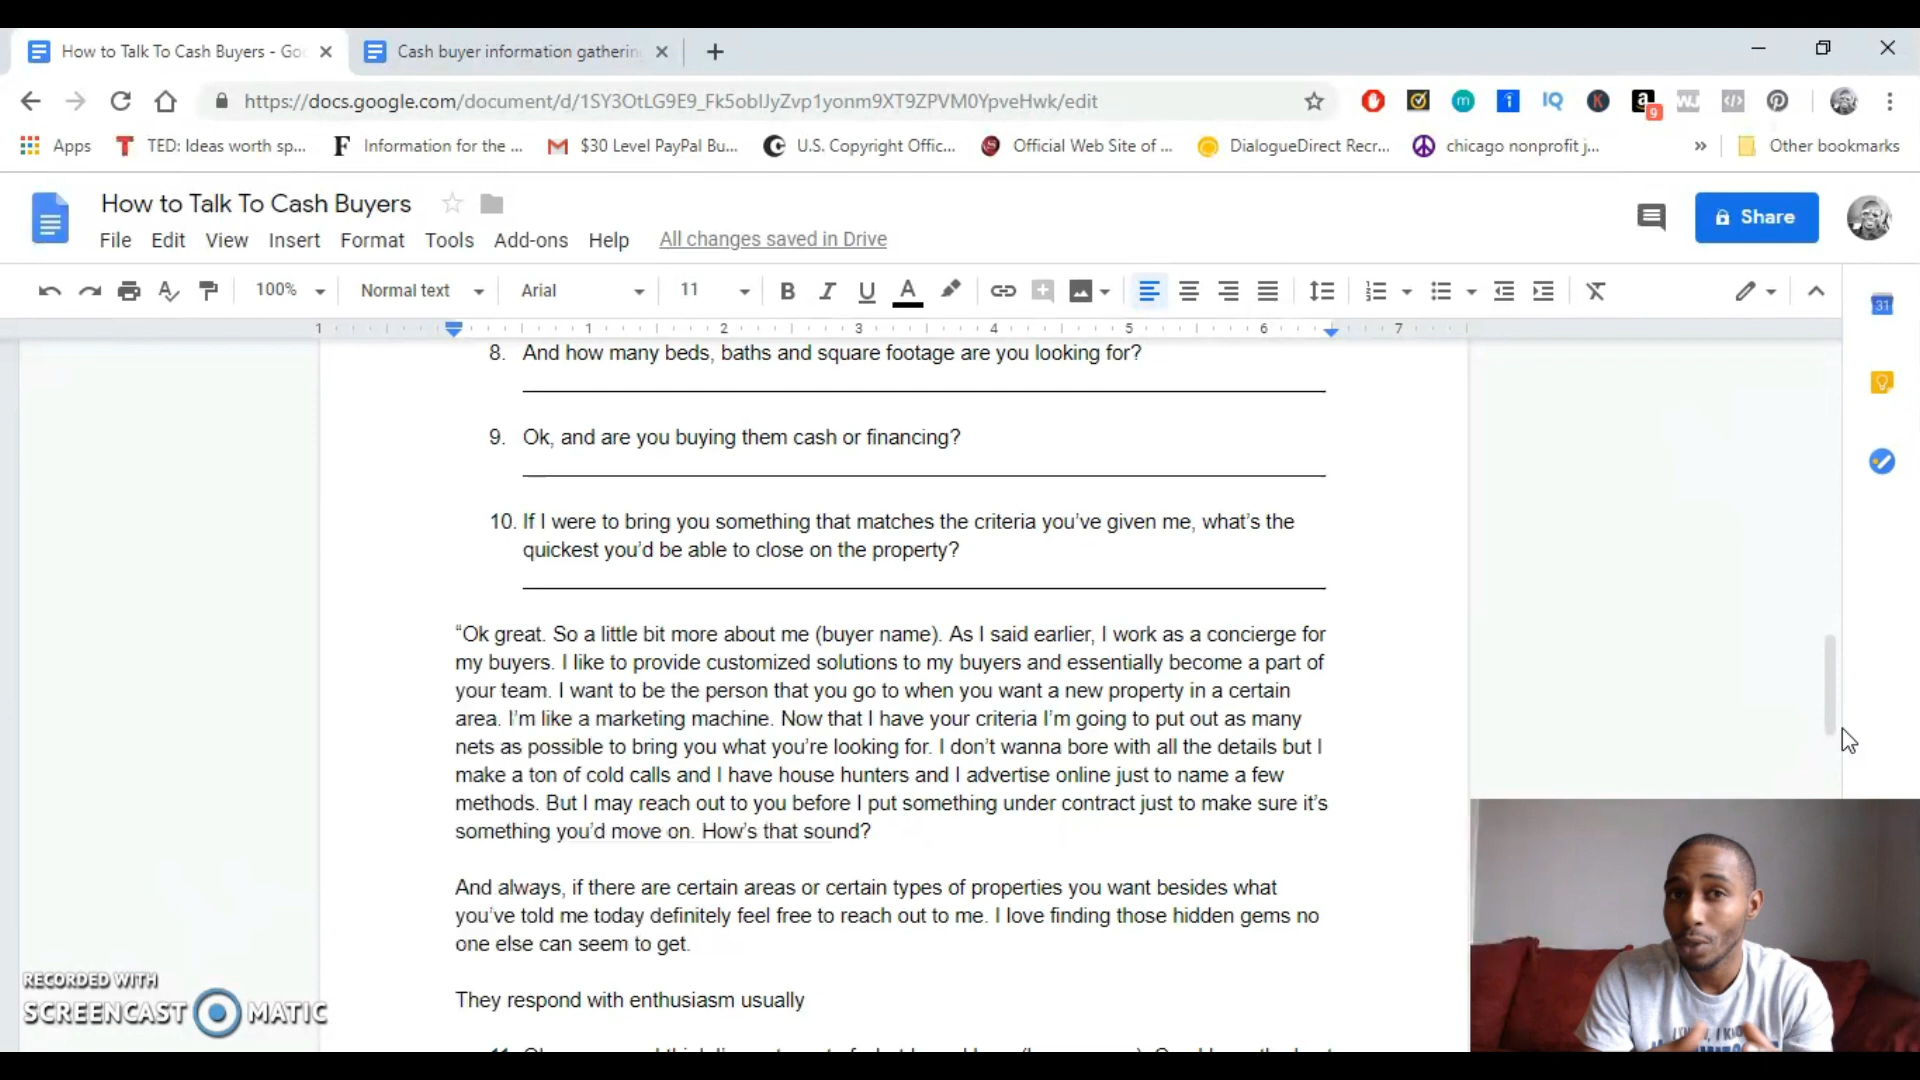 How to Talk To Cash Buyers - Go
Cash buyer information gatherin
https://docs.google.com/document/d/1SY3OtLG9E9_Fk5oblJyZvp1yonm9XT9ZPVM0YpveHwk/edit
Apps
TED: Ideas worth sp...
Information for the ...
$30 Level PayPal Bu...
U.S. Copyright Offic...
Official Web Site of ...
DialogueDirect Recr...
chicago nonprofit j...
Other bookmarks
How to Talk To Cash Buyers
Share
File Edit View Insert Format Tools Add-ons Help All changes saved in Drive
100% Normal text Arial 11
1 1 2 3 4 5 6 7
8. And how many beds, baths and square footage are you looking for?
9. Ok, and are you buying them cash or financing?
10. If I were to bring you something that matches the criteria you’ve given me, what’s the
quickest you’d be able to close on the property?
“Ok great. So a little bit more about me (buyer name). As I said earlier, I work as a concierge for
my buyers. I like to provide customized solutions to my buyers and essentially become a part of
your team. I want to be the person that you go to when you want a new property in a certain
area. I’m like a marketing machine. Now that I have your criteria I’m going to put out as many
nets as possible to bring you what you’re looking for. I don’t wanna bore with all the details but I
make a ton of cold calls and I have house hunters and I advertise online just to name a few
methods. But I may reach out to you before I put something under contract just to make sure it’s
something you’d move on. How’s that sound?
And always, if there are certain areas or certain types of properties you want besides what
you’ve told me today definitely feel free to reach out to me. I love finding those hidden gems no
one else can seem to get.
They respond with enthusiasm usually
RECORDED WITH
SCREENCAST MATIC